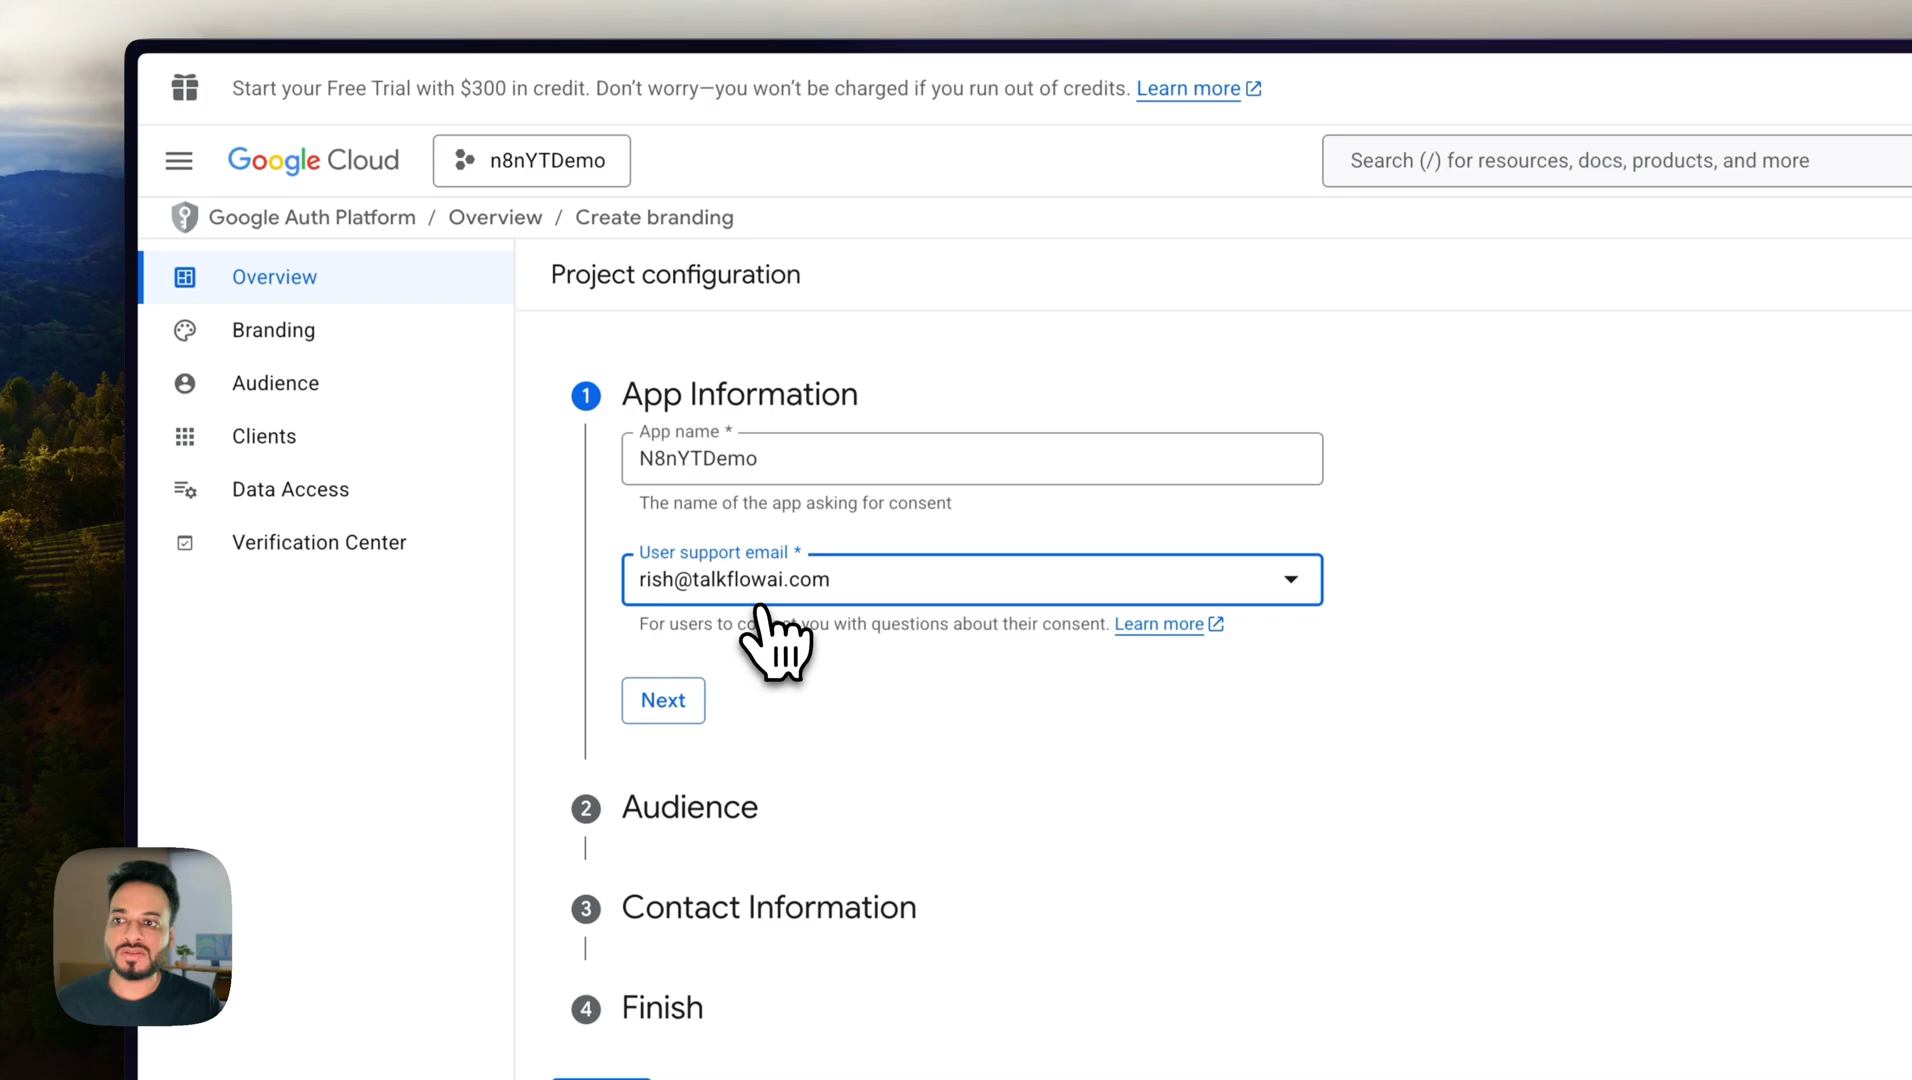 Start your Free Trial with $300 in credit. Don't worry—you won't be charged if you run out of credits. Learn more
Google Cloud
n8nYTDemo
Search (/) for resources, docs, products, and more
Google Auth Platform / Overview / Create branding
Overview
Branding
Audience
Clients
Data Access
Verification Center
Project configuration
1 App Information
App name *
N8nYTDemo
The name of the app asking for consent
User support email *
rish@talkflowai.com
For users to you with questions about their consent. Learn more
Next
2 Audience
3 Contact Information
4 Finish